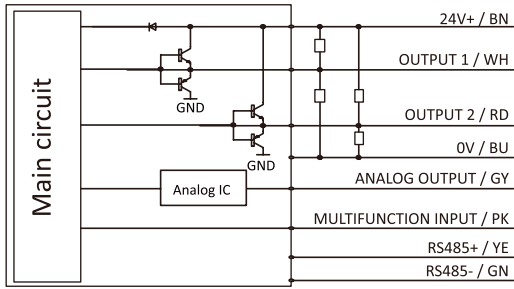 24V+ / BN
OUTPUT 1 / WH
GND
OUTPUT 2 / RD
0V / BU
GND
Main circuit
Analog IC
ANALOG OUTPUT / GY
MULTIFUNCTION INPUT / PK
RS485+ / YE
RS485- / GN